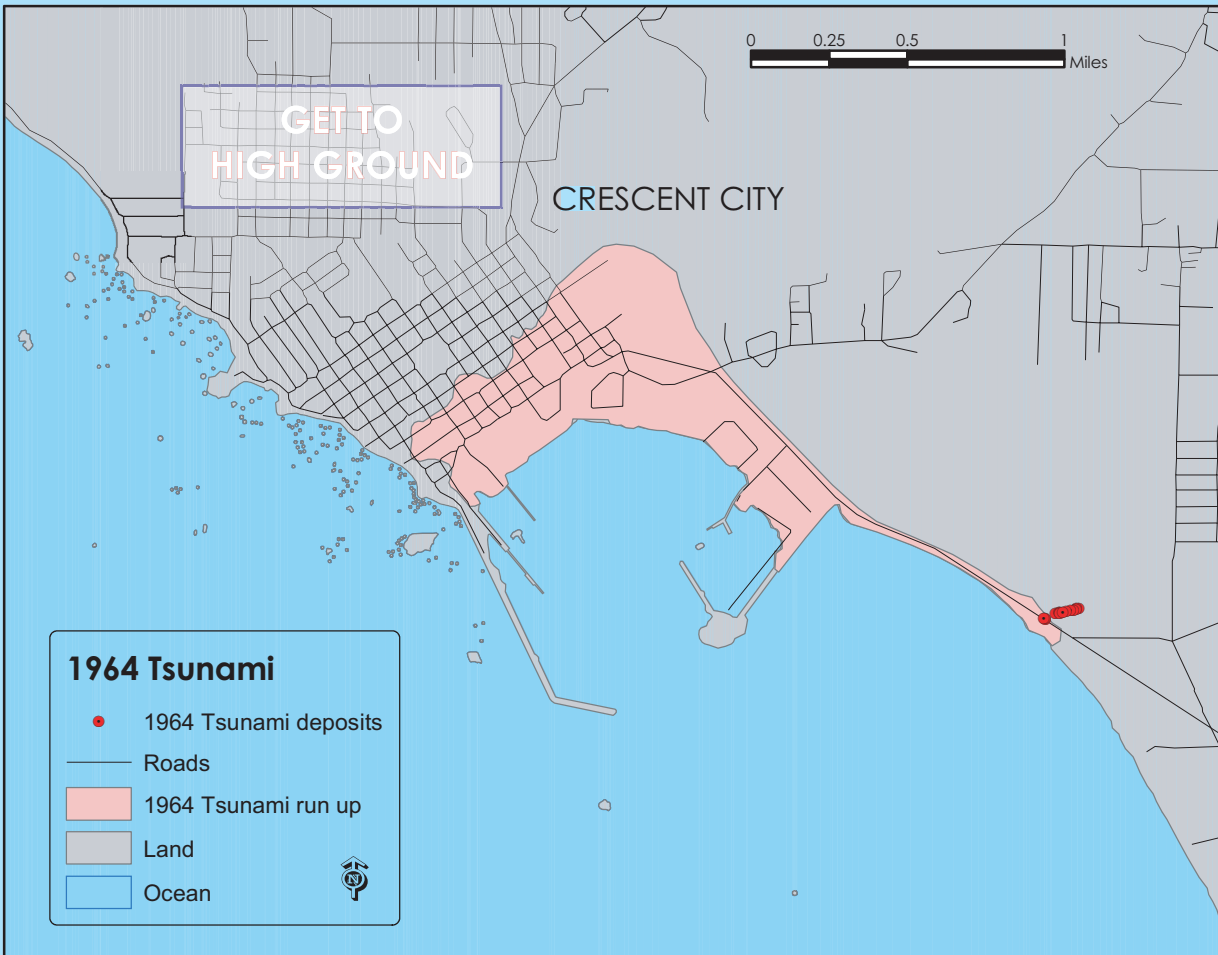 0 0.25 0.5 1
Miles
GET TO
HIGH GROUND
CRESCENT CITY
1964 Tsunami
1964 Tsunami deposits
Roads
1964 Tsunami run up
Land
Ocean
N